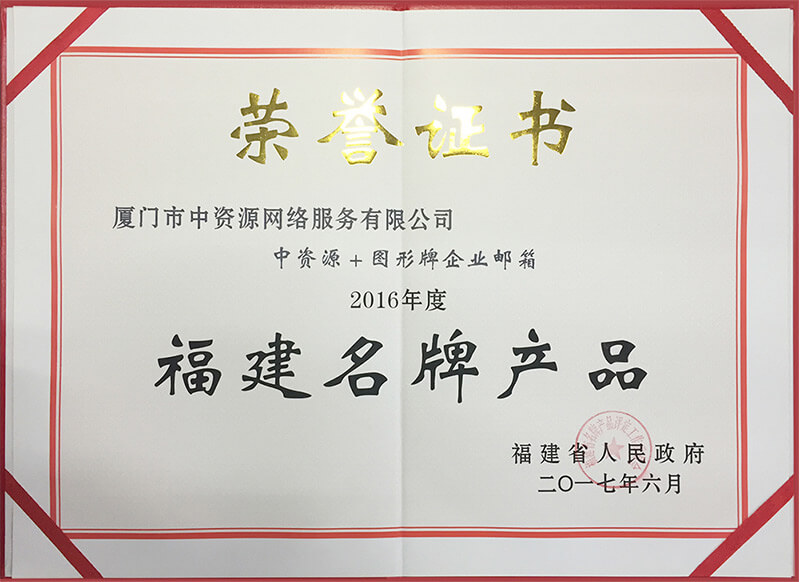 荣誉证书
厦门市中资源网络服务有限公司
中资源+图形牌企业邮箱
2016年度
福建名牌产品
福建省人民政府
二〇一七年六月